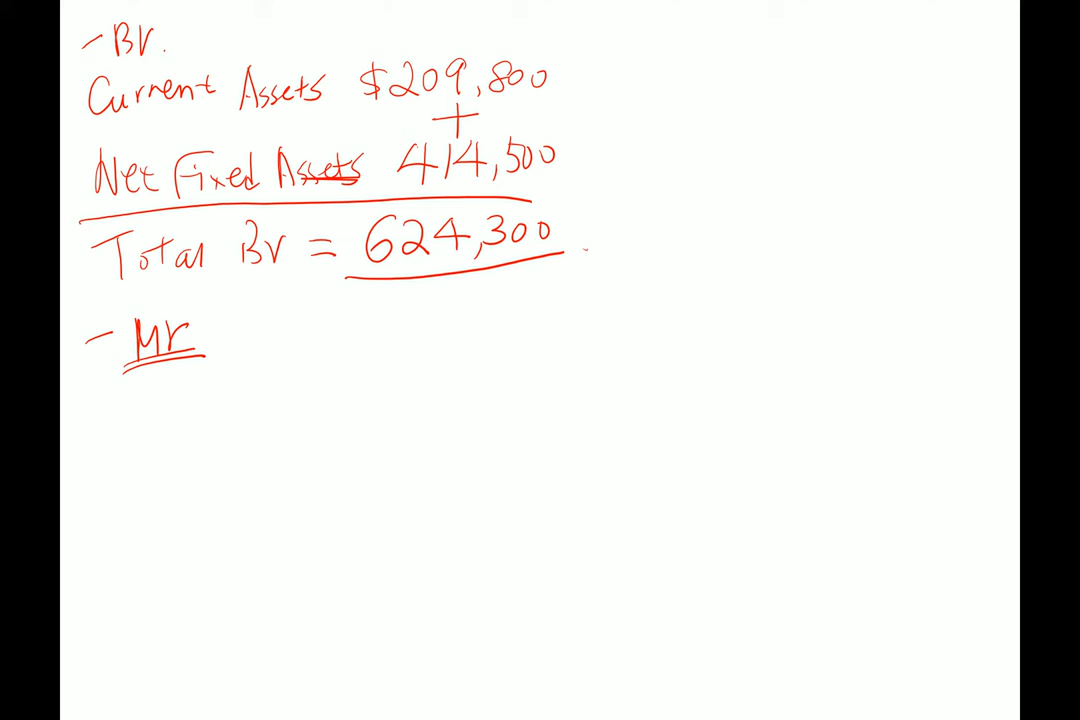 - BV.
Current Assets $209,800
+
Net Fixed Assets 414,500
Total BV = 624,300
- MV